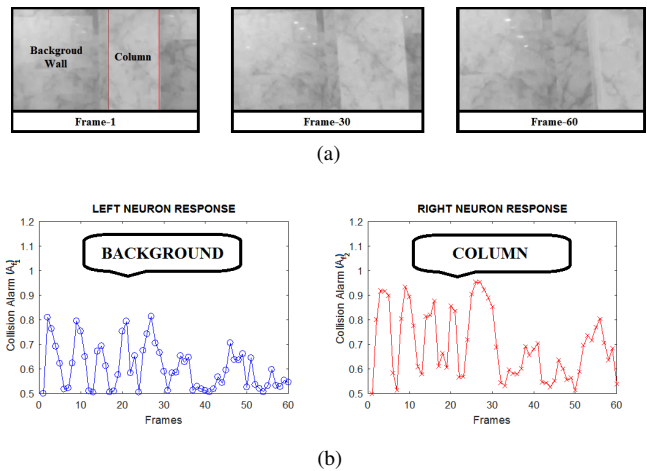 Backgroud
Wall
Column
Frame-1
Frame-30
Frame-60
(a)
LEFT NEURON RESPONSE
BACKGROUND
Collision Alarm (A_f1)
1.2
1.1
1
0.9
0.8
0.7
0.6
0.5
0 10 20 30 40 50 60
Frames
RIGHT NEURON RESPONSE
COLUMN
Collision Alarm (A_f2)
1.2
1.1
1
0.9
0.8
0.7
0.6
0.5
0 10 20 30 40 50 60
Frames
(b)